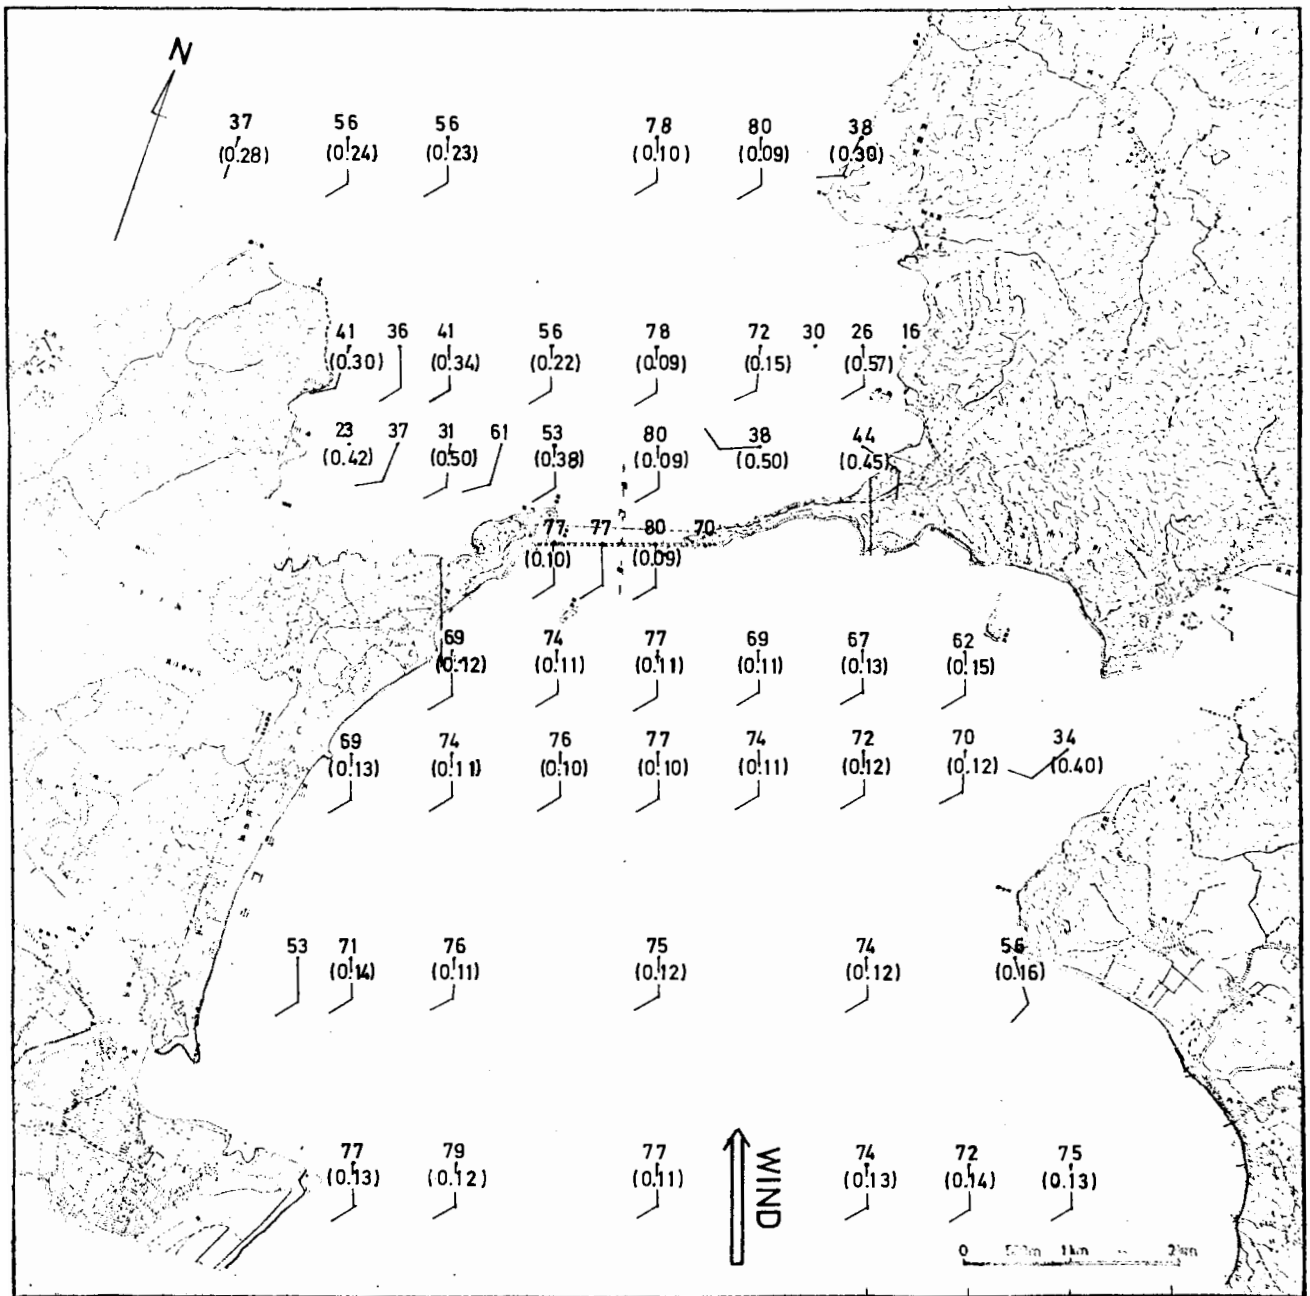 N
37 56 56 78 80 38
(0.28) (0.24) (0.23) (0.10) (0.09) (0.30)
41 36 41 56 78 72 30 26 16
(0.30) (0.34) (0.22) (0.09) (0.15) (0.57)
23 37 31 61 53 80 38 44
(0.42) (0.50) (0.38) (0.09) (0.50) (0.45)
77 77 80 70
(0.10) (0.09)
69 74 77 69 67 62
(0.12) (0.11) (0.11) (0.11) (0.13) (0.15)
69 74 76 77 74 72 70 34
(0.13) (0.11) (0.10) (0.10) (0.11) (0.12) (0.12) (0.40)
53 71 76 75 74 56
(0.14) (0.11) (0.12) (0.12) (0.16)
77 79 77 74 72 75
(0.13) (0.12) (0.11) (0.13) (0.14) (0.13)
WIND
0 500m 1km 2km